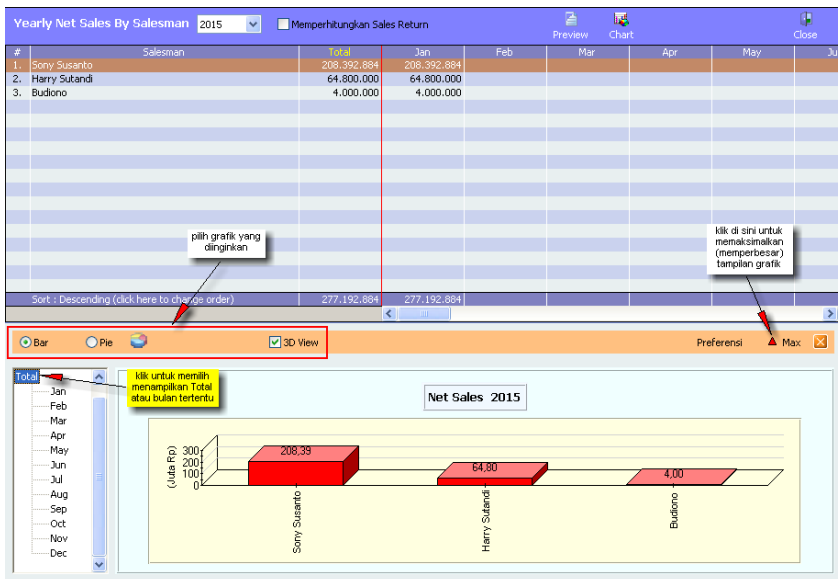 Yearly Net Sales By Salesman 2015 Memperhitungkan Sales Return Preview Chart Close
# Salesman Total Jan Feb Mar Apr May Ju
1. Sony Susanto 208.392.884 208.392.884
2. Harry Sutandi 64.800.000 64.800.000
3. Budiono 4.000.000 4.000.000
pilih grafik yang
diinginkan
klik di sini untuk
memaksimalkan
(memperbesar)
tampilan grafik
Sort : Descending (click here to change order) 277.192.884 277.192.884
Bar Pie 3D View Preferensi Max
Total
Jan
Feb
Mar
Apr
May
Jun
Jul
Aug
Sep
Oct
Nov
Dec
klik untuk memilih
menampilkan Total
atau bulan tertentu
Net Sales 2015
(Juta Rp)
300
200
100
0
208,39
64,80
4,00
Sony Susanto
Harry Sutandi
Budiono